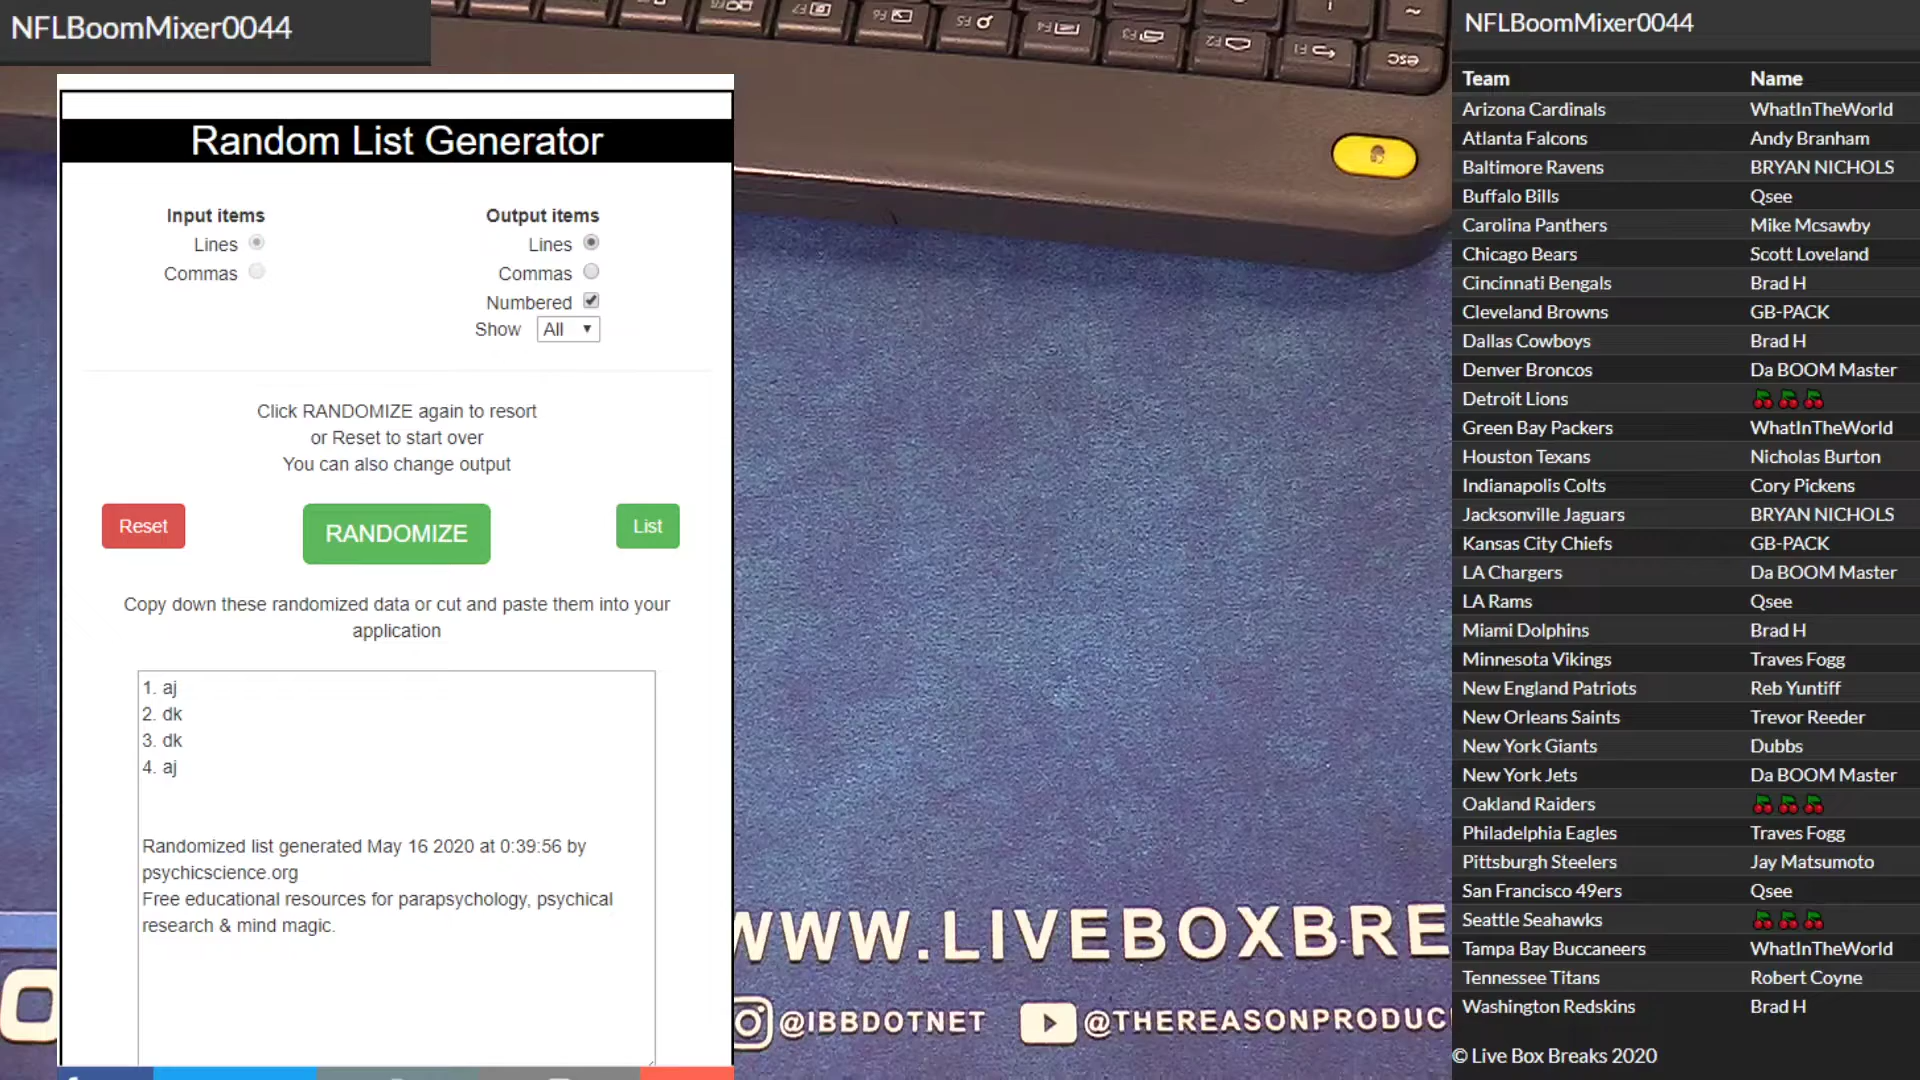 NFLBoomMixer0044
Random List Generator
Input items
Lines
Commas
Output items
Lines
Commas
Numbered
Show All
Click RANDOMIZE again to resort
or Reset to start over
You can also change output
Reset
RANDOMIZE
List
Copy down these randomized data or cut and paste them into your
application
1. aj
2. dk
3. dk
4. aj
Randomized list generated May 16 2020 at 0:39:56 by
psychicscience.org
Free educational resources for parapsychology, psychical
research & mind magic.
F5
F4
F3
F2
F1
esc
WWW.LIVEBOXBRE
@IBBDOTNET
@THEREASONPRODUC
NFLBoomMixer0044
Team Name
Arizona Cardinals WhatInTheWorld
Atlanta Falcons Andy Branham
Baltimore Ravens BRYAN NICHOLS
Buffalo Bills Qsee
Carolina Panthers Mike Mcsawby
Chicago Bears Scott Loveland
Cincinnati Bengals Brad H
Cleveland Browns GB-PACK
Dallas Cowboys Brad H
Denver Broncos Da BOOM Master
Detroit Lions 🍒🍒🍒
Green Bay Packers WhatInTheWorld
Houston Texans Nicholas Burton
Indianapolis Colts Cory Pickens
Jacksonville Jaguars BRYAN NICHOLS
Kansas City Chiefs GB-PACK
LA Chargers Da BOOM Master
LA Rams Qsee
Miami Dolphins Brad H
Minnesota Vikings Traves Fogg
New England Patriots Reb Yuntiff
New Orleans Saints Trevor Reeder
New York Giants Dubbs
New York Jets Da BOOM Master
Oakland Raiders 🍒🍒🍒
Philadelphia Eagles Traves Fogg
Pittsburgh Steelers Jay Matsumoto
San Francisco 49ers Qsee
Seattle Seahawks 🍒🍒🍒
Tampa Bay Buccaneers WhatInTheWorld
Tennessee Titans Robert Coyne
Washington Redskins Brad H
© Live Box Breaks 2020